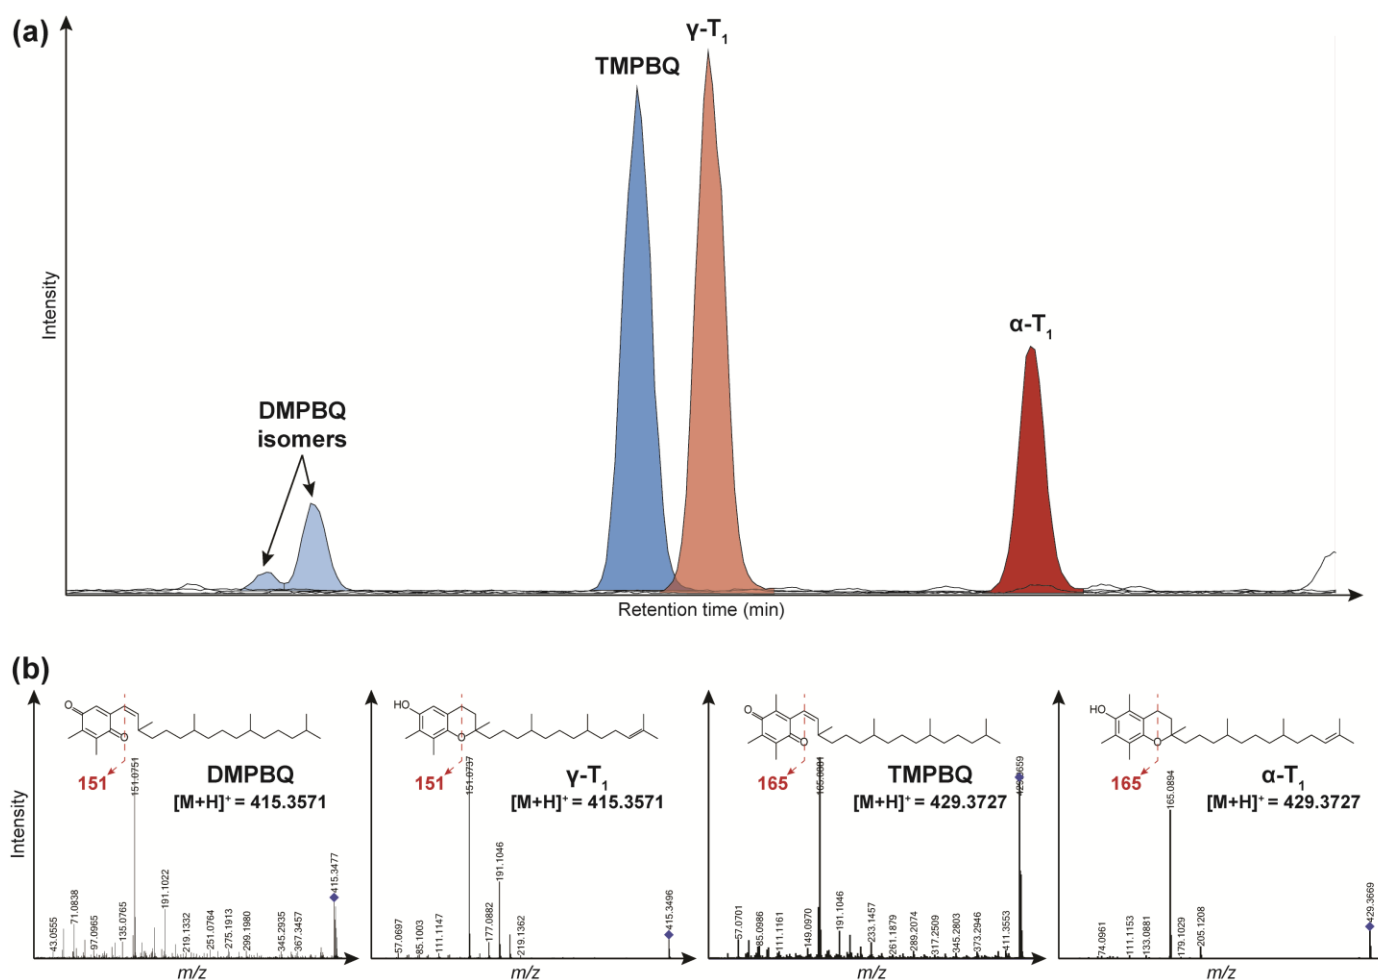 (a)
Intensity
DMPBQ
isomers
TMPBQ
γ-T1
α-T1
Retention time (min)
(b)
Intensity
O
O
151
DMPBQ
[M+H]+ = 415.3571
43.0555
71.0838
97.0965
135.0765
151.0751
191.1022
219.1332
251.0764
275.1913
299.1980
345.2935
367.3457
415.3477
m/z
HO
O
151
γ-T1
[M+H]+ = 415.3571
57.0697
85.1003
111.1147
151.0737
177.0882
191.1046
219.1362
415.3496
m/z
O
O
165
TMPBQ
[M+H]+ = 429.3727
57.0701
85.0986
111.1161
149.0970
165.0881
191.1046
233.1457
261.1879
289.2074
317.2509
345.2803
373.2946
411.3553
m/z
HO
O
165
α-T1
[M+H]+ = 429.3727
74.0961
111.1153
133.0881
165.0894
179.1029
205.1208
429.3669
m/z